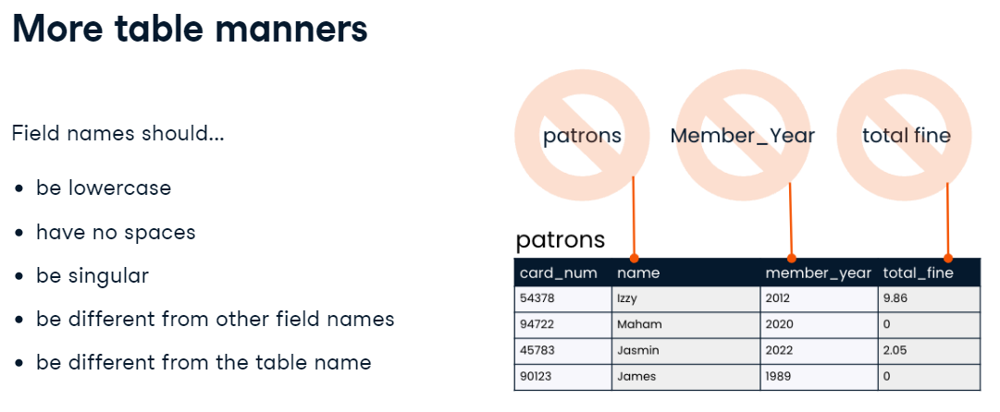 More table manners
Field names should...
be lowercase
have no spaces
be singular
be different from other field names
be different from the table name
patrons Member_Year total fine
patrons
card_num name member_year total_fine
54378 Izzy 2012 9.86
94722 Maham 2020 0
45783 Jasmin 2022 2.05
90123 James 1989 0